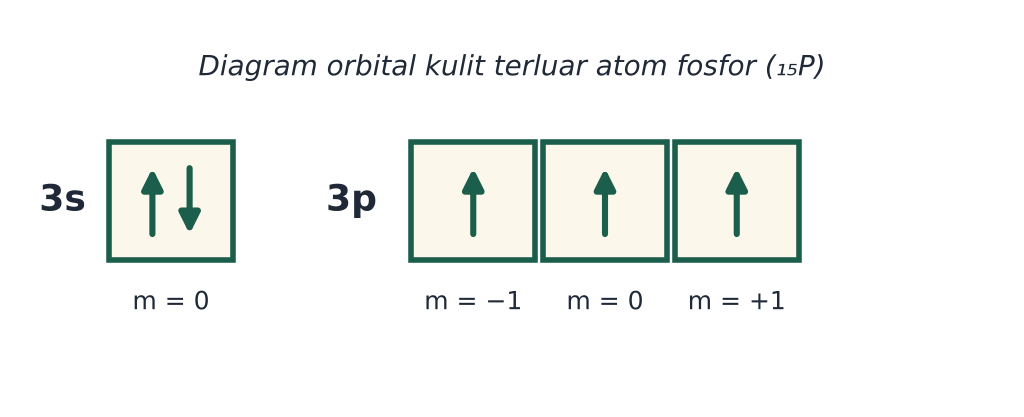 Diagram orbital kulit terluar atom fosfor (₁₅P)
3s
3p
m = 0
m = −1
m = 0
m = +1